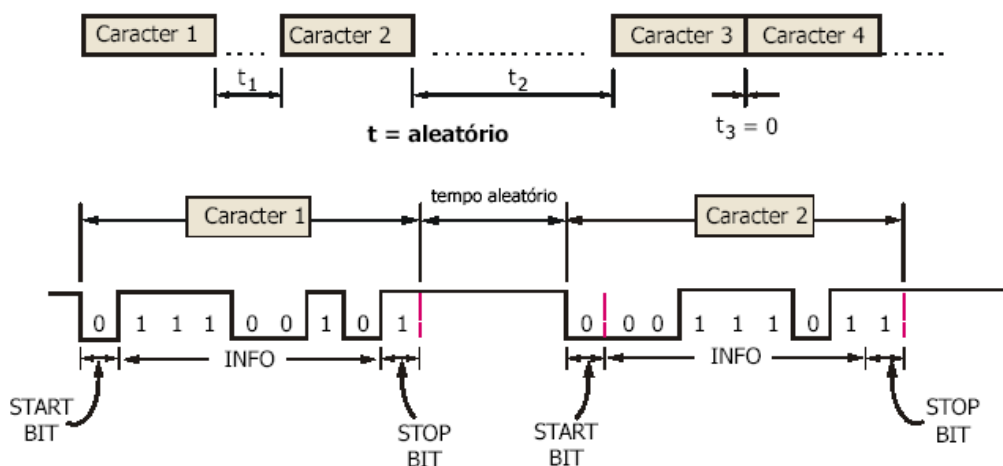 Caracter 1 Caracter 2 Caracter 3 Caracter 4
t1 t2
t3 = 0
t = aleatório
tempo aleatório
Caracter 1 Caracter 2
0 1 1 1 0 0 1 0 1 0 0 0 1 1 1 0 1 1
INFO INFO
START
BIT
STOP
BIT
START
BIT
STOP
BIT